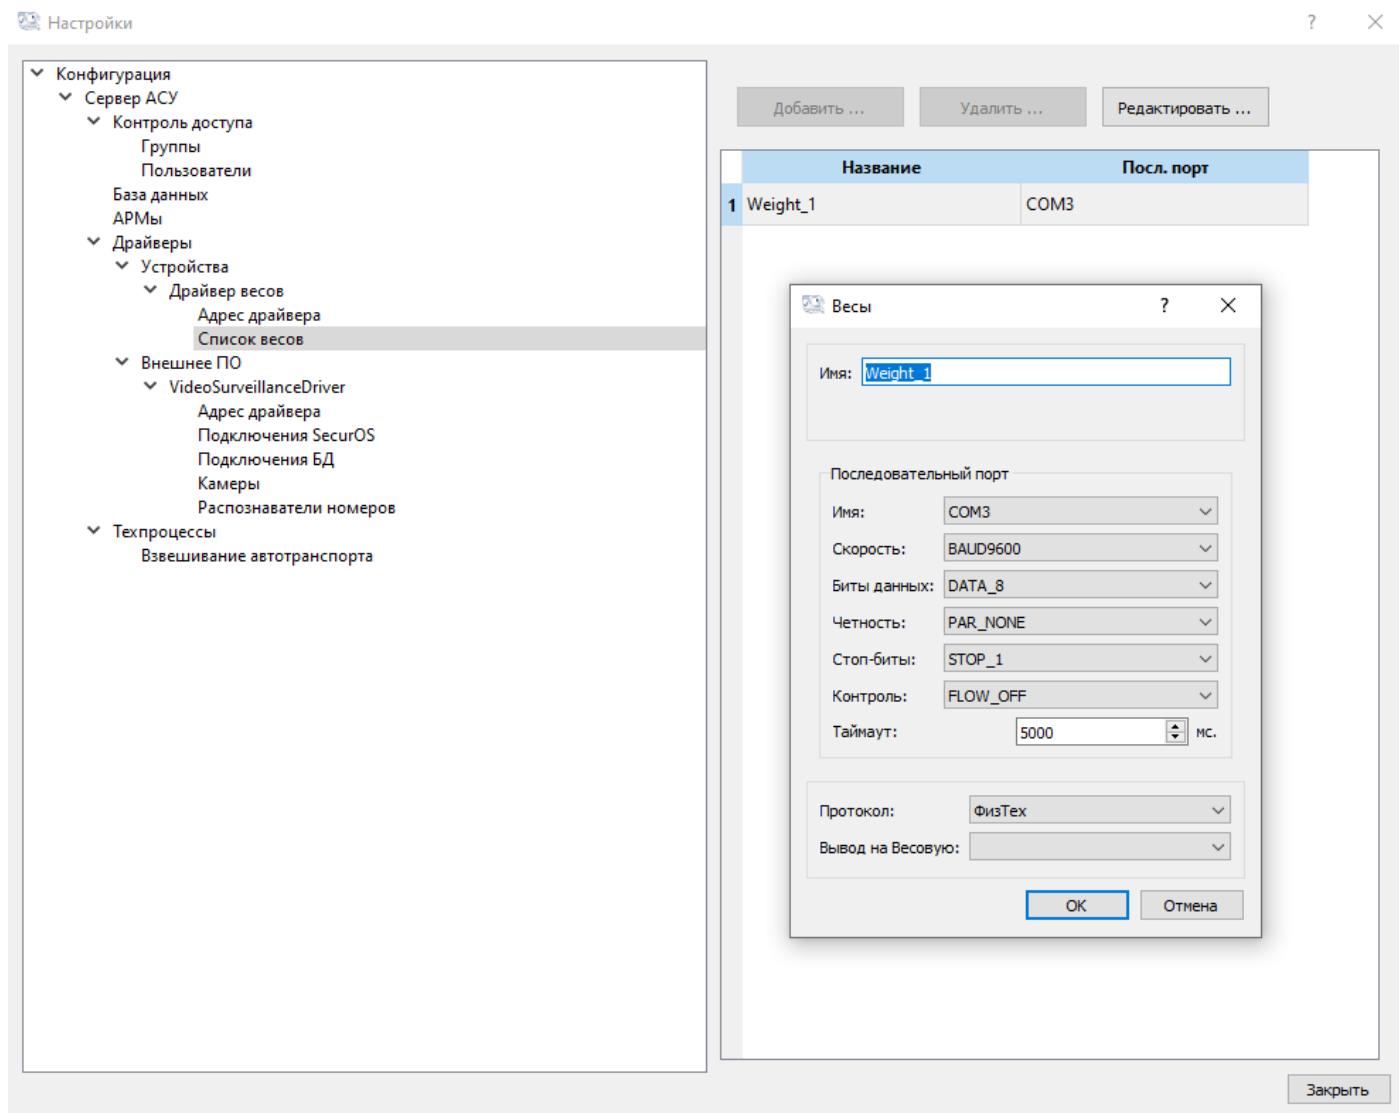 Настройки
?
Конфигурация
Сервер АСУ
Контроль доступа
Группы
Пользователи
База данных
АРМы
Драйверы
Устройства
Драйвер весов
Адрес драйвера
Список весов
Внешнее ПО
VideoSurveillanceDriver
Адрес драйвера
Подключения SecurOS
Подключения БД
Камеры
Распознаватели номеров
Техпроцессы
Взвешивание автотранспорта
Добавить ... Удалить ... Редактировать ...
Название Посл. порт
1 Weight_1 COM3
Весы ?
Имя: Weight_1
Последовательный порт
Имя: COM3
Скорость: BAUD9600
Биты данных: DATA_8
Четность: PAR_NONE
Стоп-биты: STOP_1
Контроль: FLOW_OFF
Таймаут: 5000 мс.
Протокол: ФизТех
Вывод на Весовую:
OK Отмена
Закрыть